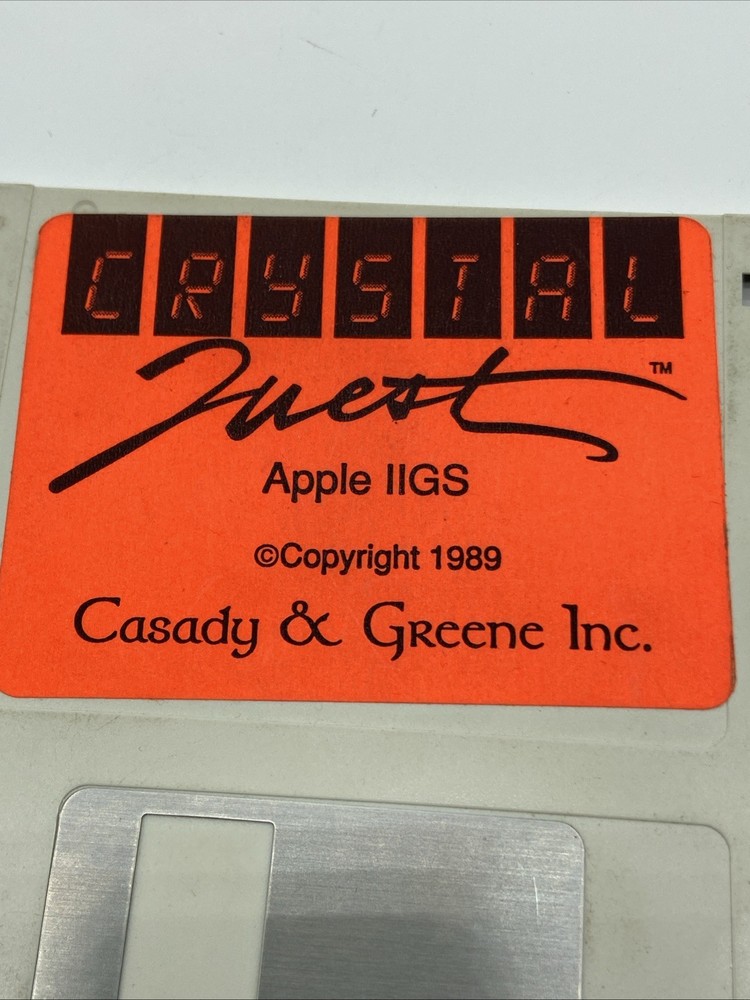 CRYSTAL
Quest™
Apple IIGS
©Copyright 1989
Casady & Greene Inc.